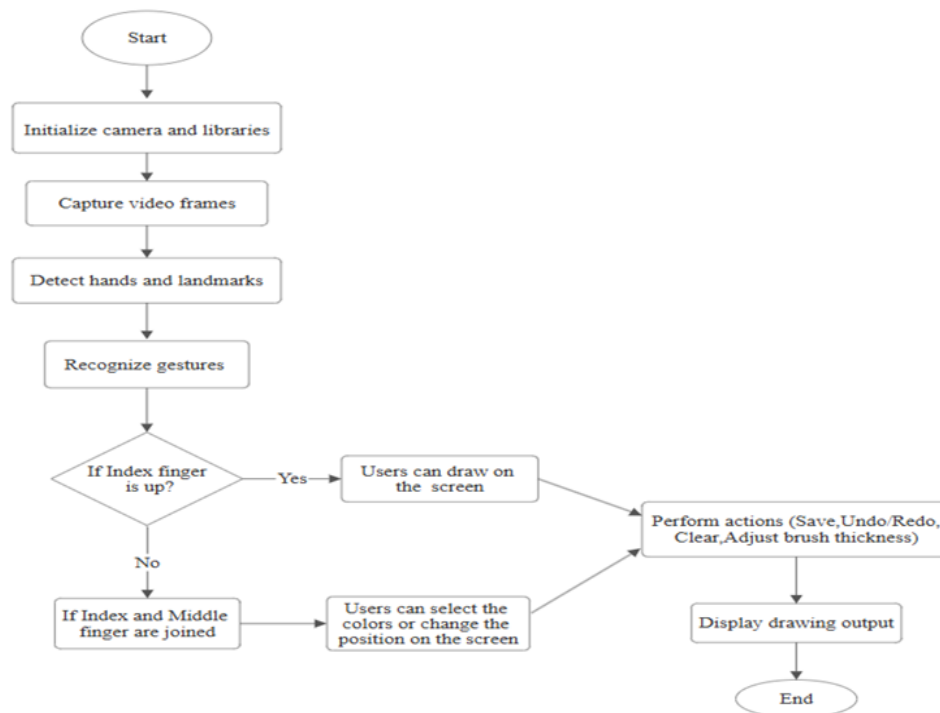 Start
Initialize camera and libraries
Capture video frames
Detect hands and landmarks
Recognize gestures
If Index finger
is up?
Yes
Users can draw on
the screen
Perform actions (Save,Undo/Redo,
Clear,Adjust brush thickness)
No
If Index and Middle
finger are joined
Users can select the
colors or change the
position on the screen
Display drawing output
End